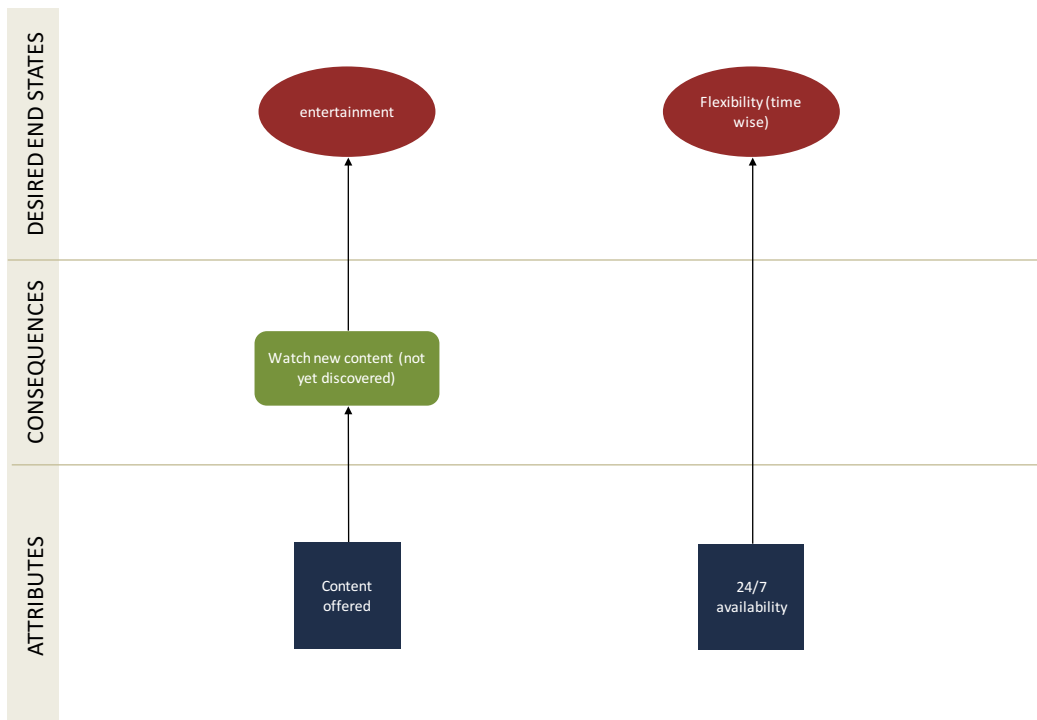 DESIRED END STATES
entertainment
Flexibility (time
wise)
CONSEQUENCES
Watch new content (not
yet discovered)
ATTRIBUTES
Content
offered
24/7
availability